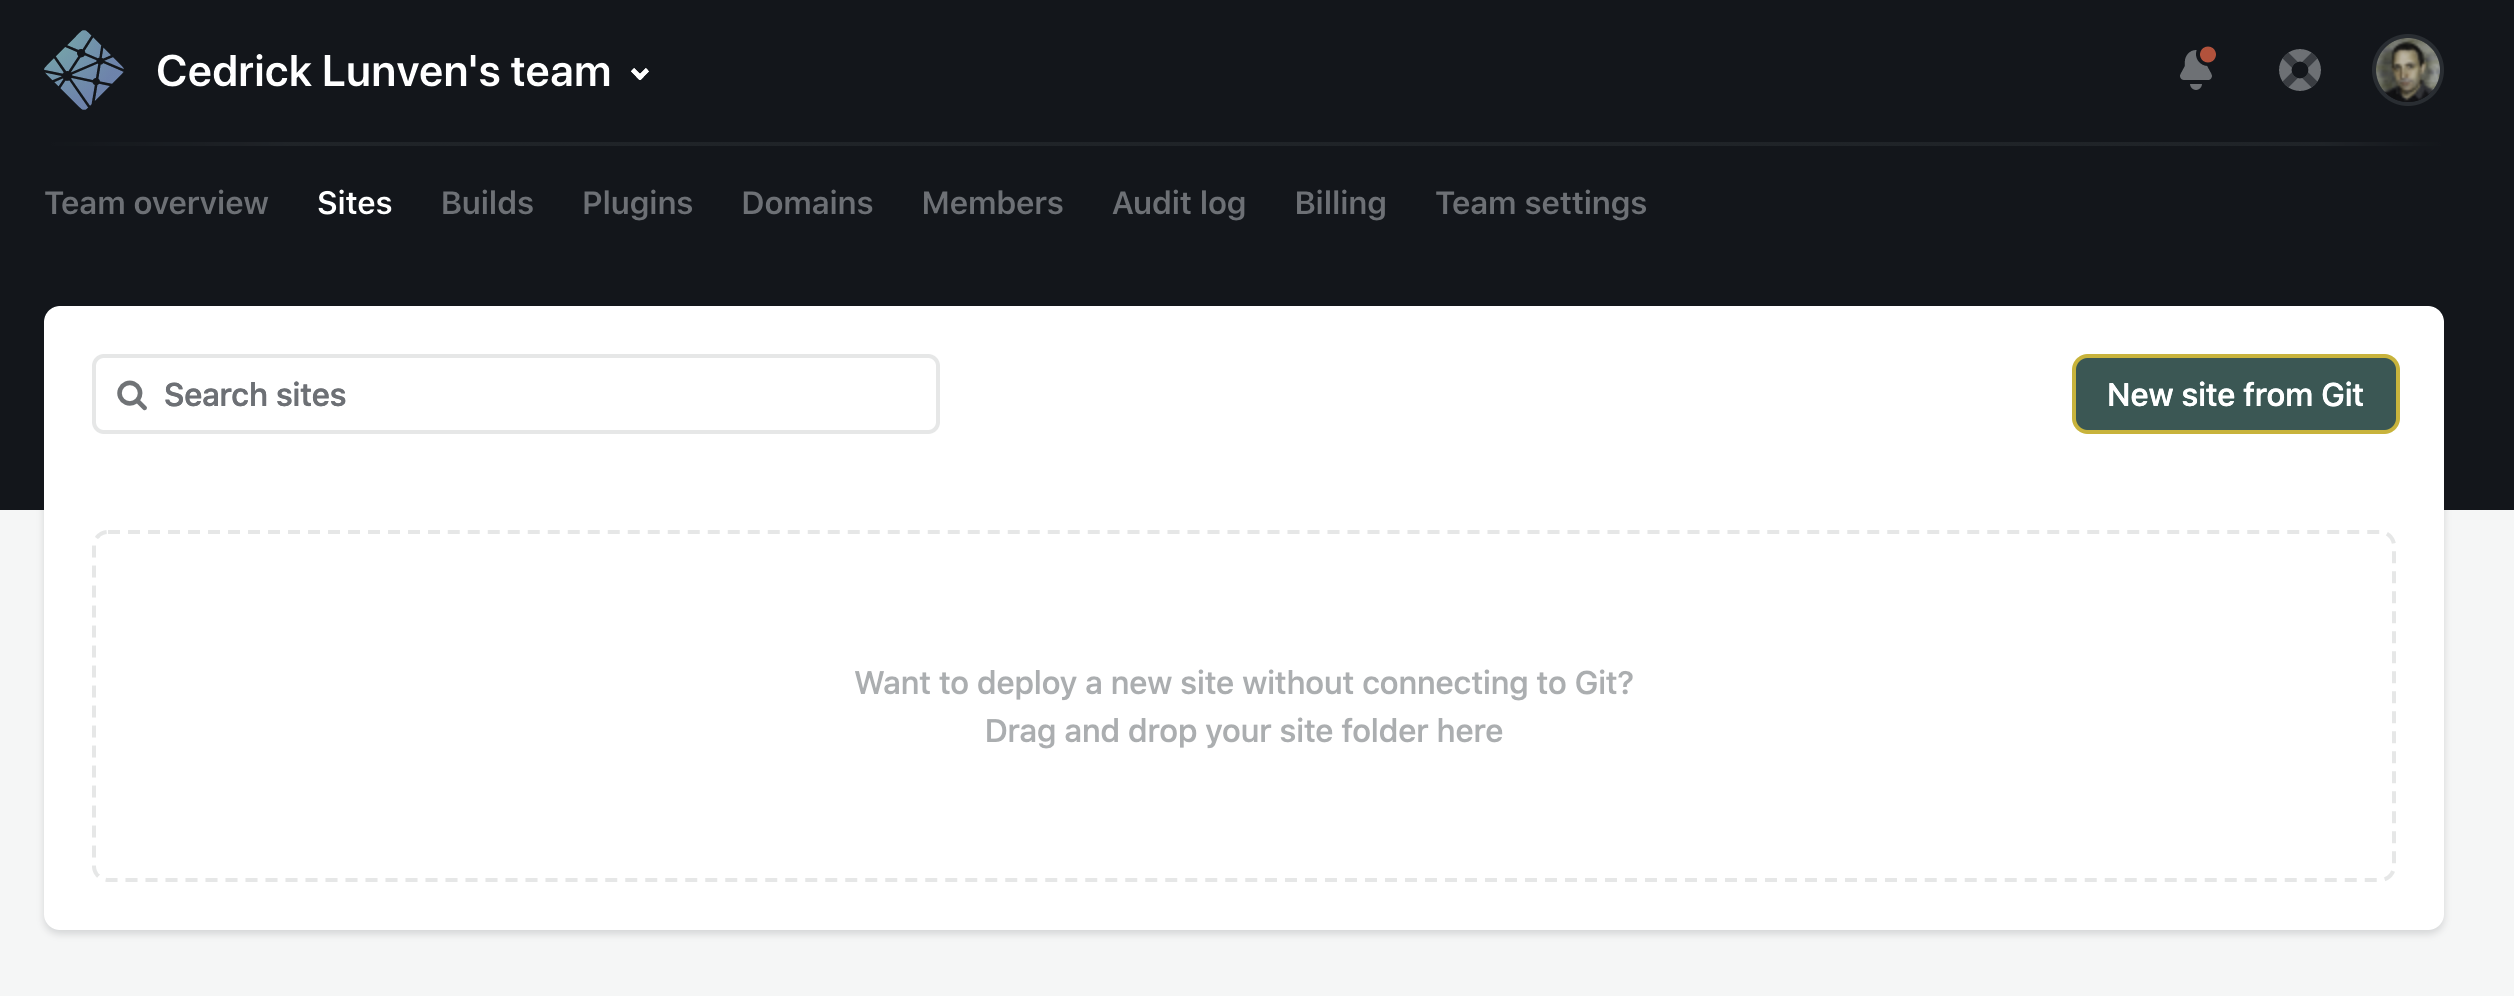 Cedrick Lunven's team
Team overview Sites Builds Plugins Domains Members Audit log Billing Team settings
Search sites
New site from Git
Want to deploy a new site without connecting to Git?
Drag and drop your site folder here